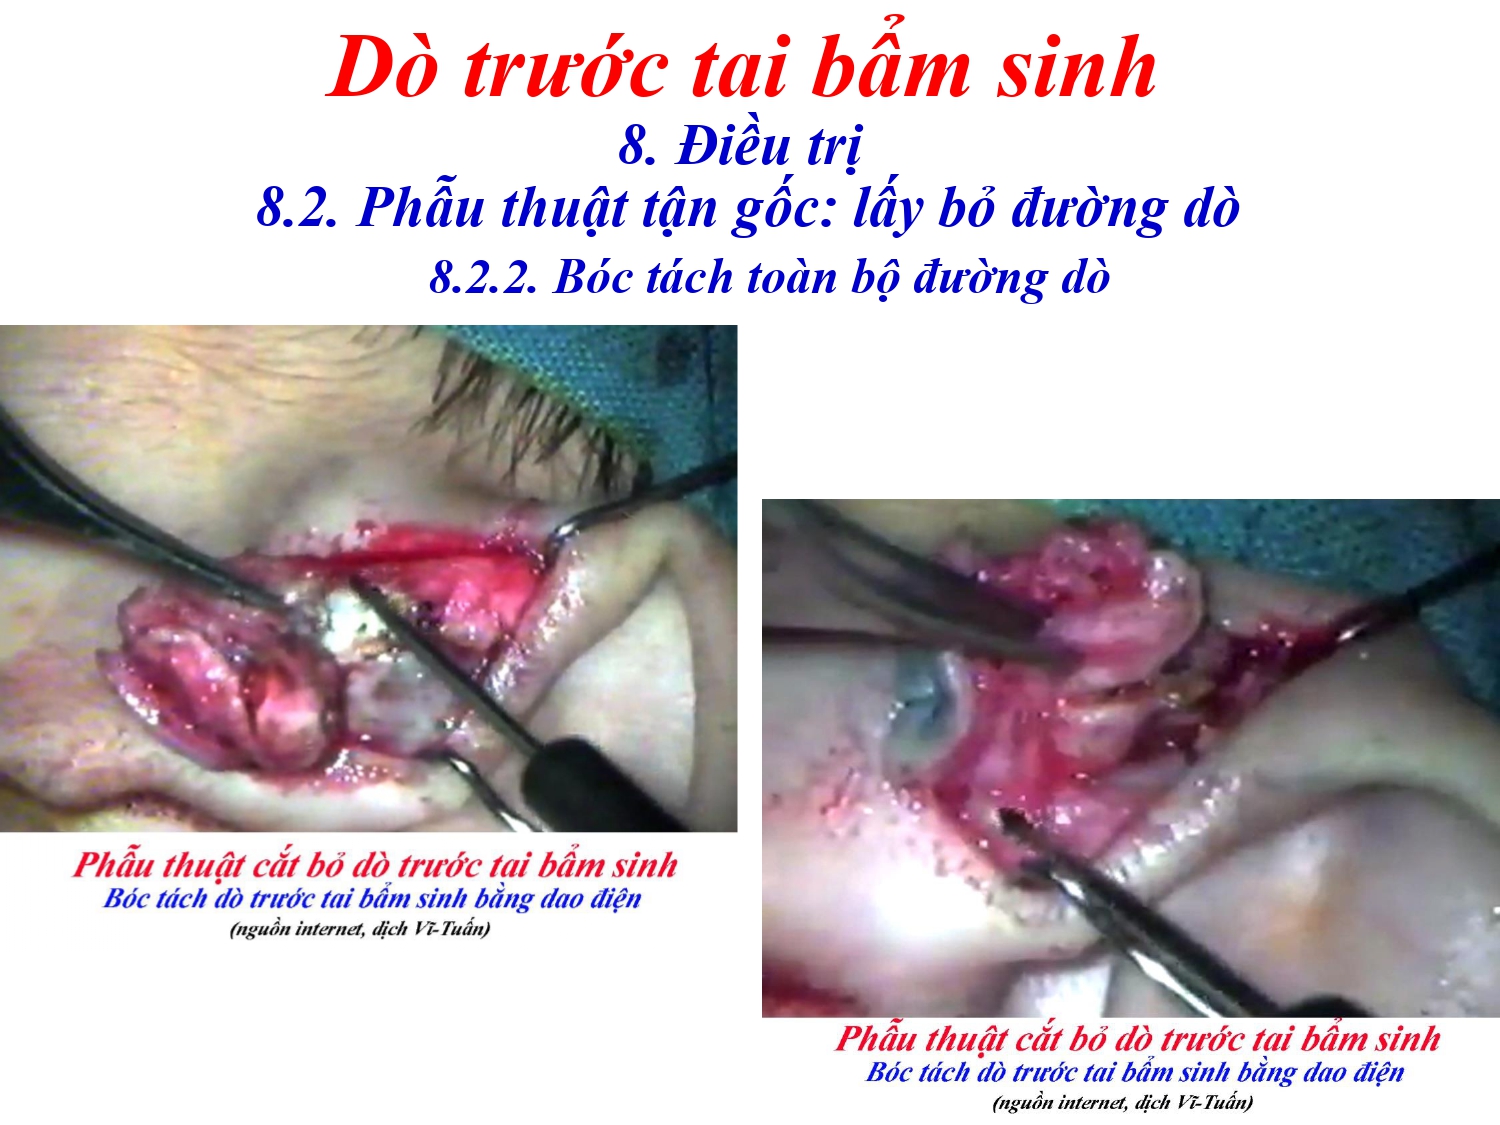 Dò trước tai bẩm sinh
8. Điều trị
8.2. Phẫu thuật tận gốc: lấy bỏ đường dò
8.2.2. Bóc tách toàn bộ đường dò
Phẫu thuật cắt bỏ dò trước tai bẩm sinh
Bóc tách dò trước tai bẩm sinh bằng dao điện
(nguồn internet, dịch Vĩ-Tuấn)
Phẫu thuật cắt bỏ dò trước tai bẩm sinh
Bóc tách dò trước tai bẩm sinh bằng dao điện
(nguồn internet, dịch Vĩ-Tuấn)